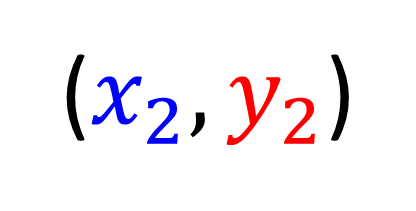 (x₂, y₂)